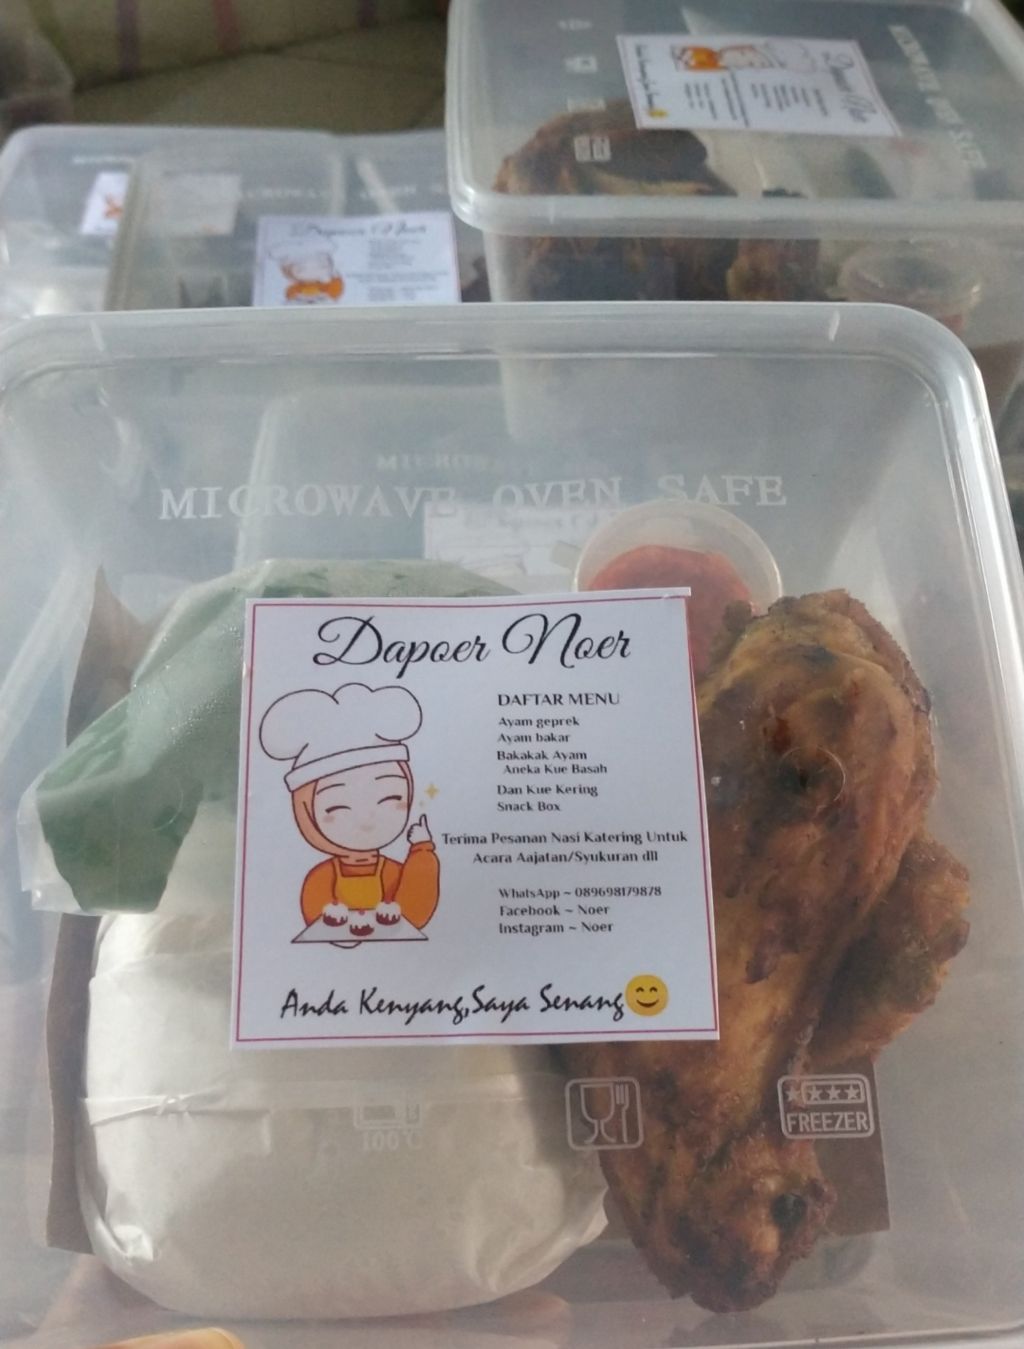 Dapoer Noer
MICROWAVE OVEN SAFE
Dapoer Noer
DAFTAR MENU
Ayam geprek
Ayam bakar
Bakakak Ayam
Aneka Kue Basah
Dan Kue Kering
Snack Box
Terima Pesanan Nasi Katering Untuk
Acara Aajatan/Syukuran dll
WhatsApp ~ 089698179878
Facebook ~ Noer
Instagram ~ Noer
Anda Kenyang,Saya Senang😊
100°C
FREEZER